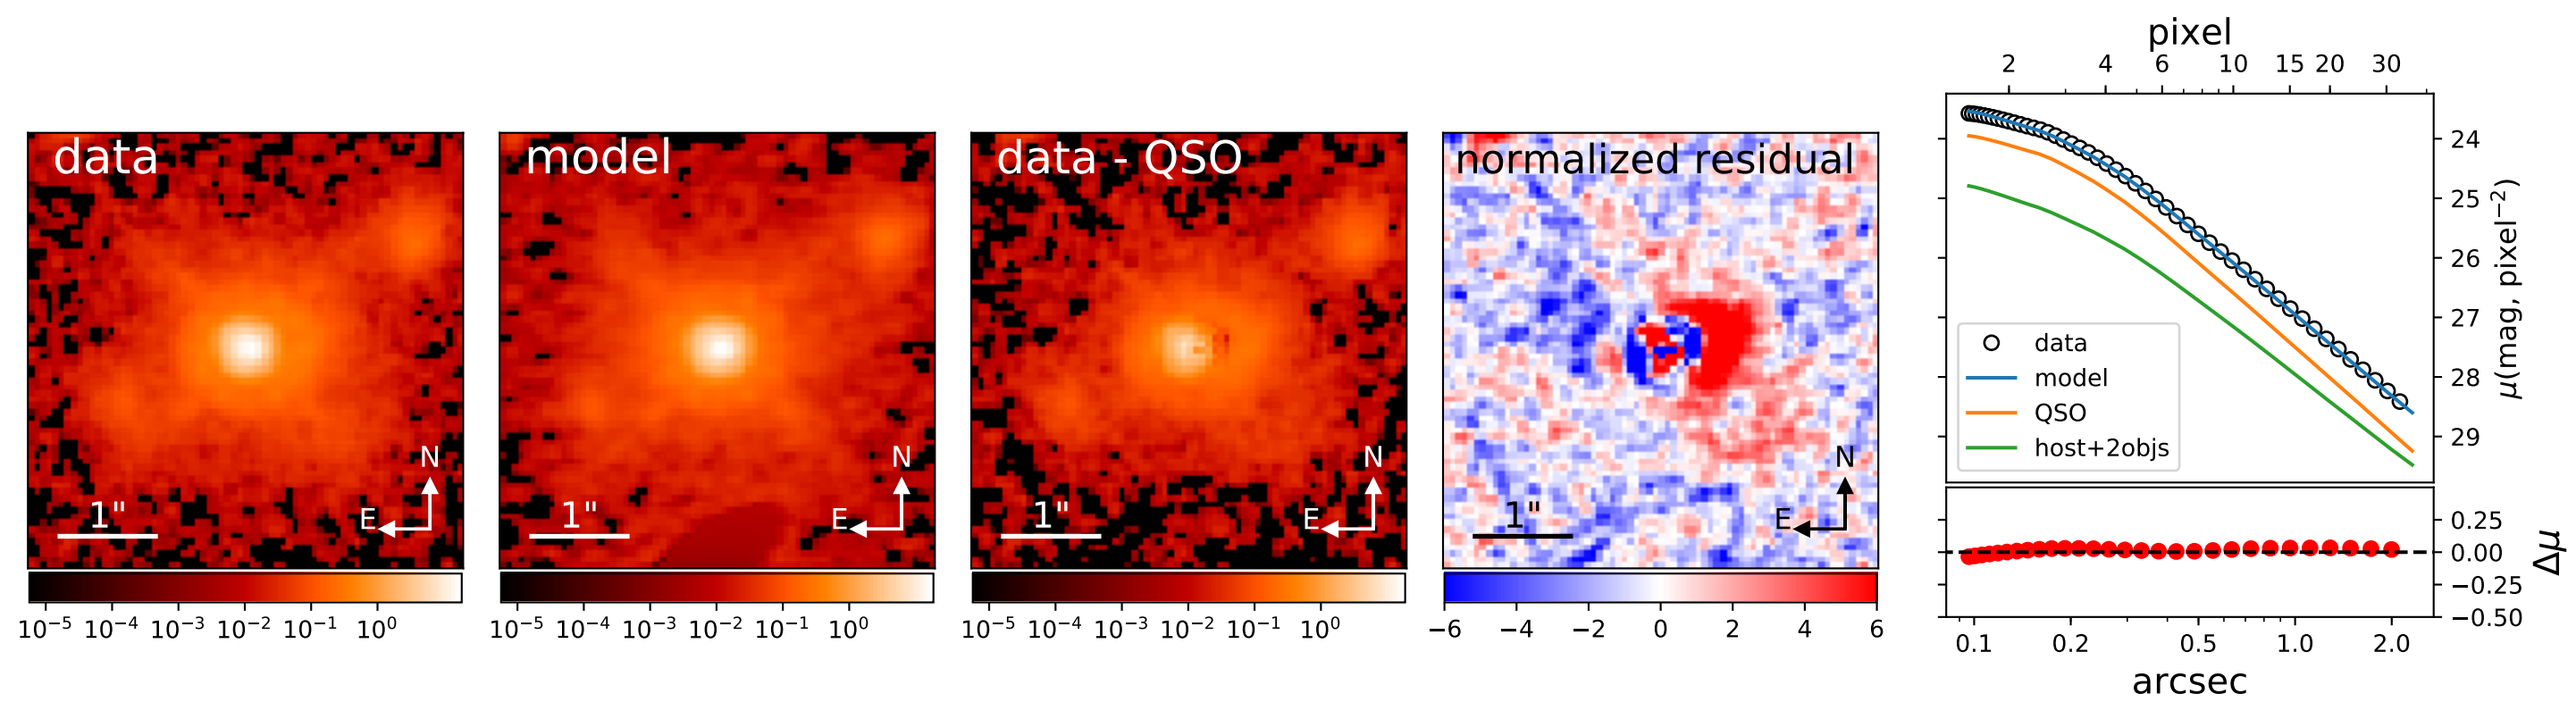 data
N
E
1"
10⁻⁵ 10⁻⁴ 10⁻³ 10⁻² 10⁻¹ 10⁰
model
N
E
1"
10⁻⁵ 10⁻⁴ 10⁻³ 10⁻² 10⁻¹ 10⁰
data - QSO
N
E
1"
10⁻⁵ 10⁻⁴ 10⁻³ 10⁻² 10⁻¹ 10⁰
normalized residual
N
E
1"
−6 −4 −2 0 2 4 6
pixel
2 4 6 10 15 20 30
24
25
26
27
28
29
μ(mag, pixel⁻²)
data
model
QSO
host+2objs
0.25
0.00
−0.25
−0.50
Δμ
0.1 0.2 0.5 1.0 2.0
arcsec